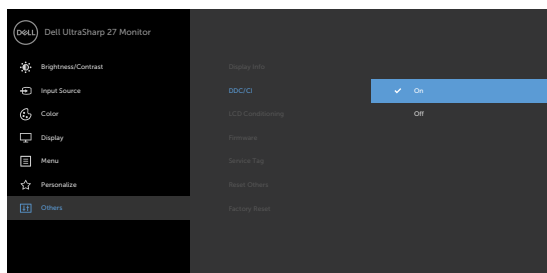 DELL
Dell UltraSharp 27 Monitor
Brightness/Contrast
Input Source
Color
Display
Menu
Personalize
Others
Display Info
DDC/CI
LCD Conditioning
Firmware
Service Tag
Reset Others
Factory Reset
On
Off